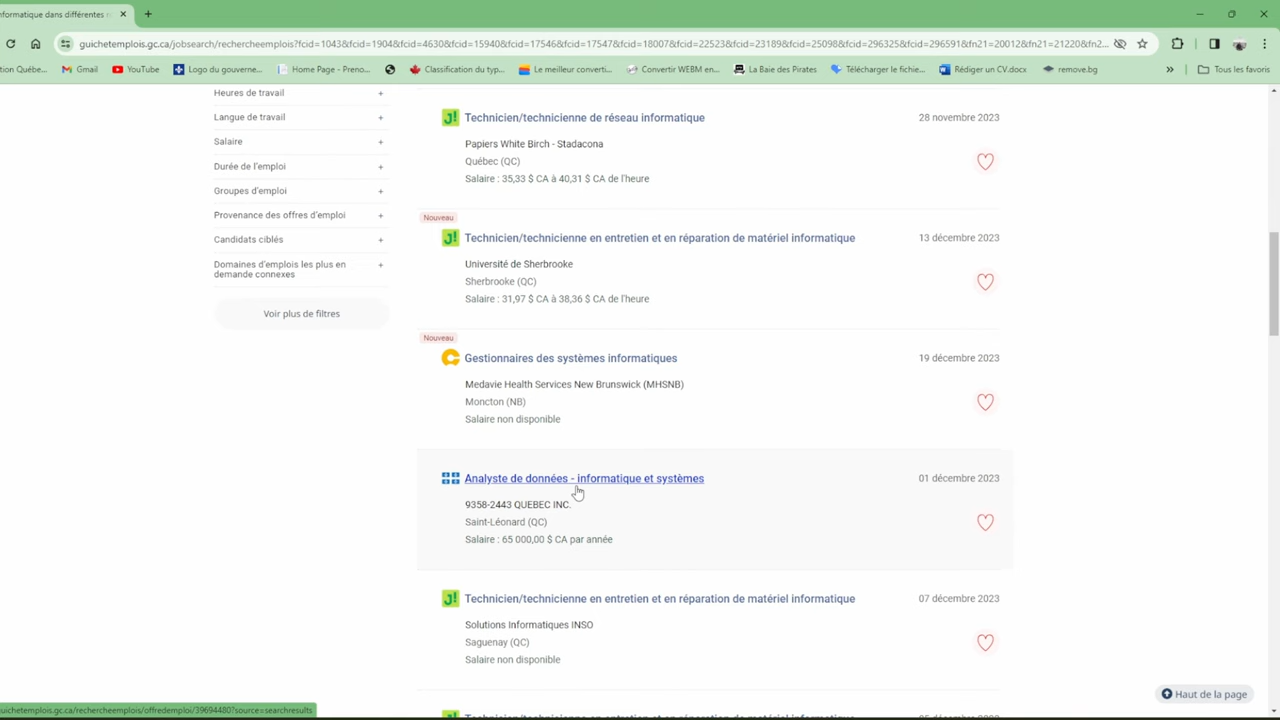 nformatique dans différentes
guichetemplois.gc.ca/jobsearch/rechercheemplois?fcid=1043&fcid=1904&fcid=4630&fcid=15940&fcid=17546&fcid=17547&fcid=18007&fcid=22523&fcid=23189&fcid=25098&fcid=296325&fcid=296591&fn21=20012&fn21=21220&fn2...
tion Québe... Gmail YouTube Logo du gouverne... Home Page - Preno... Classification du typ... Le meilleur converti... Convertir WEBM en... La Baie des Pirates Télécharger le fichie... Rédiger un CV.docx remove.bg » Tous les favoris
Heures de travail +
Langue de travail +
Salaire +
Durée de l'emploi +
Groupes d'emploi +
Provenance des offres d'emploi +
Candidats ciblés +
Domaines d'emplois les plus en +
demande connexes
Voir plus de filtres
J! Technicien/technicienne de réseau informatique 28 novembre 2023
Papiers White Birch - Stadacona
Québec (QC)
Salaire : 35,33 $ CA à 40,31 $ CA de l'heure
Nouveau
J! Technicien/technicienne en entretien et en réparation de matériel informatique 13 décembre 2023
Université de Sherbrooke
Sherbrooke (QC)
Salaire : 31,97 $ CA à 38,36 $ CA de l'heure
Nouveau
Gestionnaires des systèmes informatiques 19 décembre 2023
Medavie Health Services New Brunswick (MHSNB)
Moncton (NB)
Salaire non disponible
Analyste de données - informatique et systèmes 01 décembre 2023
9358-2443 QUEBEC INC.
Saint-Léonard (QC)
Salaire : 65 000,00 $ CA par année
J! Technicien/technicienne en entretien et en réparation de matériel informatique 07 décembre 2023
Solutions Informatiques INSO
Saguenay (QC)
Salaire non disponible
Haut de la page
uichetemplois.gc.ca/rechercheemplois/offredemploi/39694480?source=searchresults